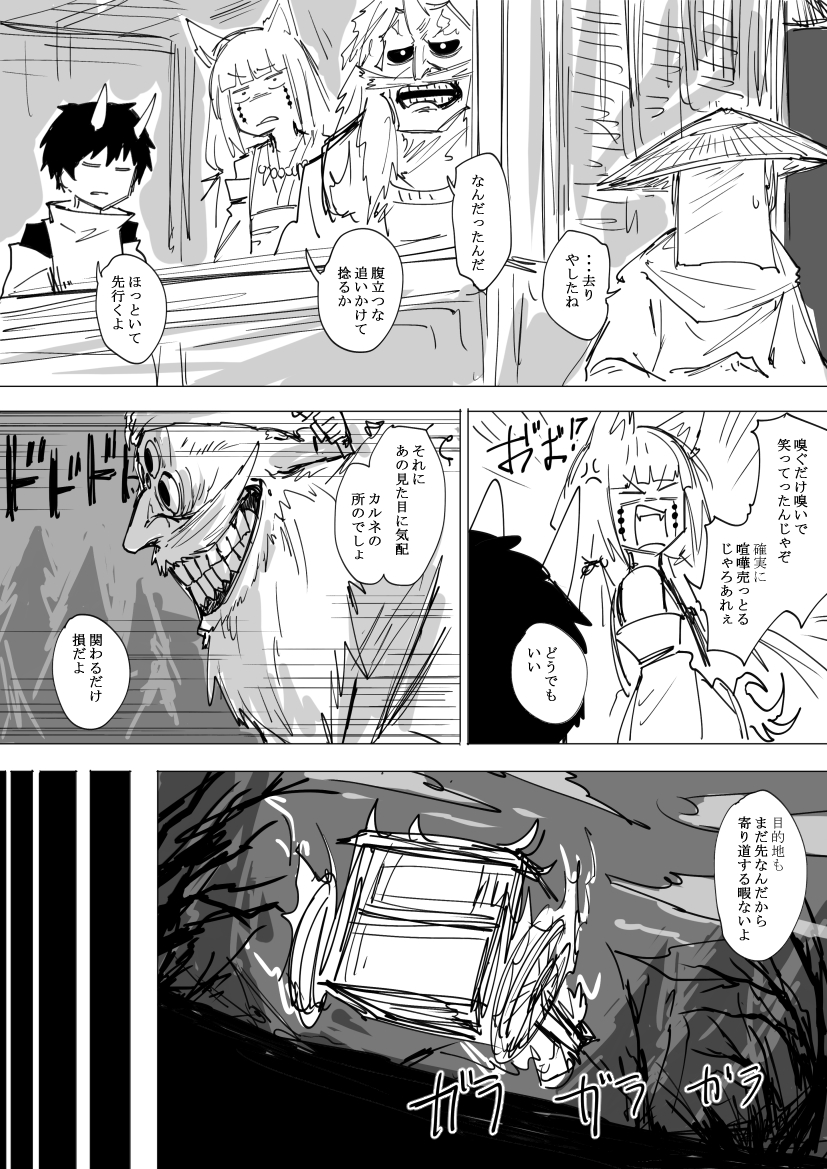 ・・去り
やしたね
なんだったんだ
腹立つな
追いかけて
捻るか
ほっといて
先行くよ
嗅ぐだけ嗅いで
笑ってったんじゃぞ
確実に
喧嘩売っとる
じゃろあれぇ
おば!?
どうでも
いい
それに
あの見た目に気配
カルネの
所のでしょ
ドドドド
関わるだけ
損だよ
目的地も
まだ先なんだから
寄り道する暇ないよ
ガラガラガラ